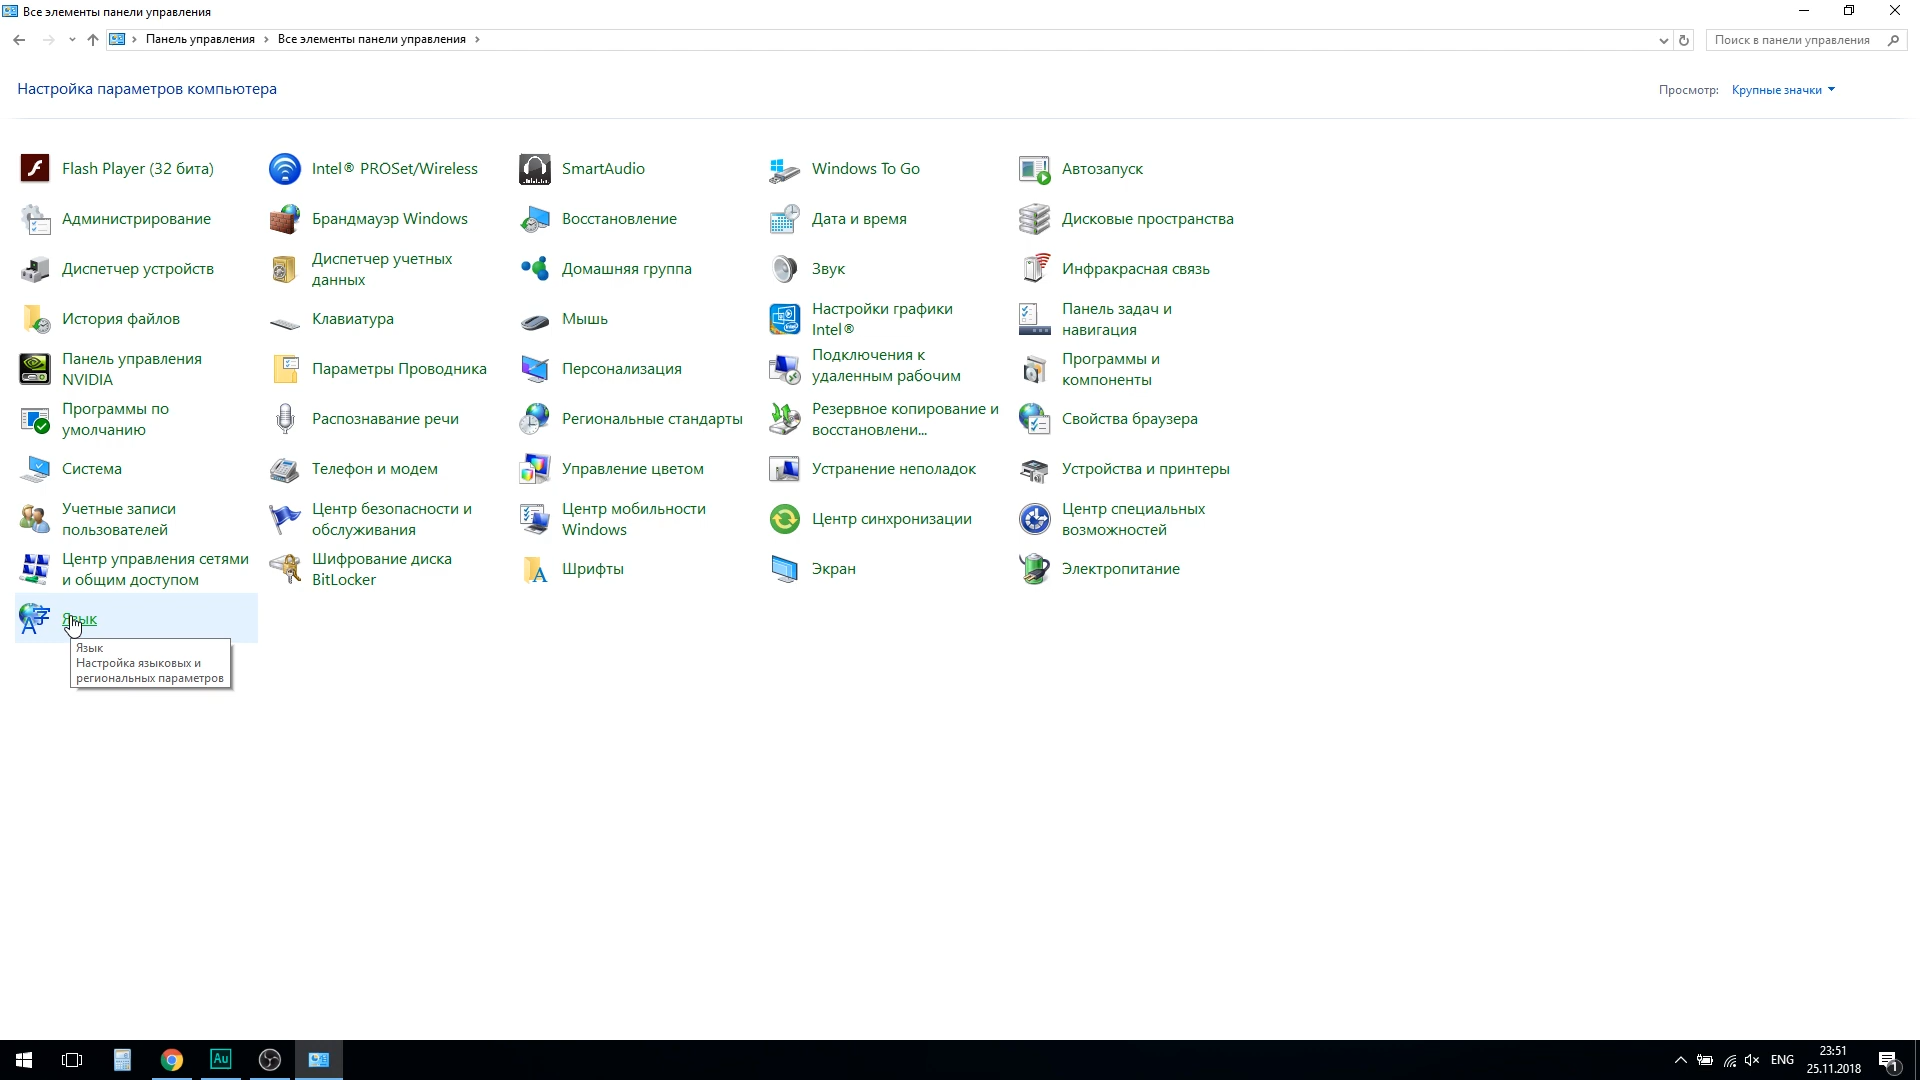 Все элементы панели управления
Панель управления
Все элементы панели управления
Поиск в панели управления
Настройка параметров компьютера
Просмотр: Крупные значки
Flash Player (32 бита)
Intel® PROSet/Wireless
SmartAudio
Windows To Go
Автозапуск
Администрирование
Брандмауэр Windows
Восстановление
Дата и время
Дисковые пространства
Диспетчер устройств
Диспетчер учетных
данных
Домашняя группа
Звук
Инфракрасная связь
История файлов
Клавиатура
Мышь
Настройки графики
Intel®
Панель задач и
навигация
Панель управления
NVIDIA
Параметры Проводника
Персонализация
Подключения к
удаленным рабочим
Программы и
компоненты
Программы по
умолчанию
Распознавание речи
Региональные стандарты
Резервное копирование и
восстановлени...
Свойства браузера
Система
Телефон и модем
Управление цветом
Устранение неполадок
Устройства и принтеры
Учетные записи
пользователей
Центр безопасности и
обслуживания
Центр мобильности
Windows
Центр синхронизации
Центр специальных
возможностей
Центр управления сетями
и общим доступом
Шифрование диска
BitLocker
Шрифты
Экран
Электропитание
Язык
Язык
Настройка языковых и
региональных параметров
Au
ENG
23:51
25.11.2018
1